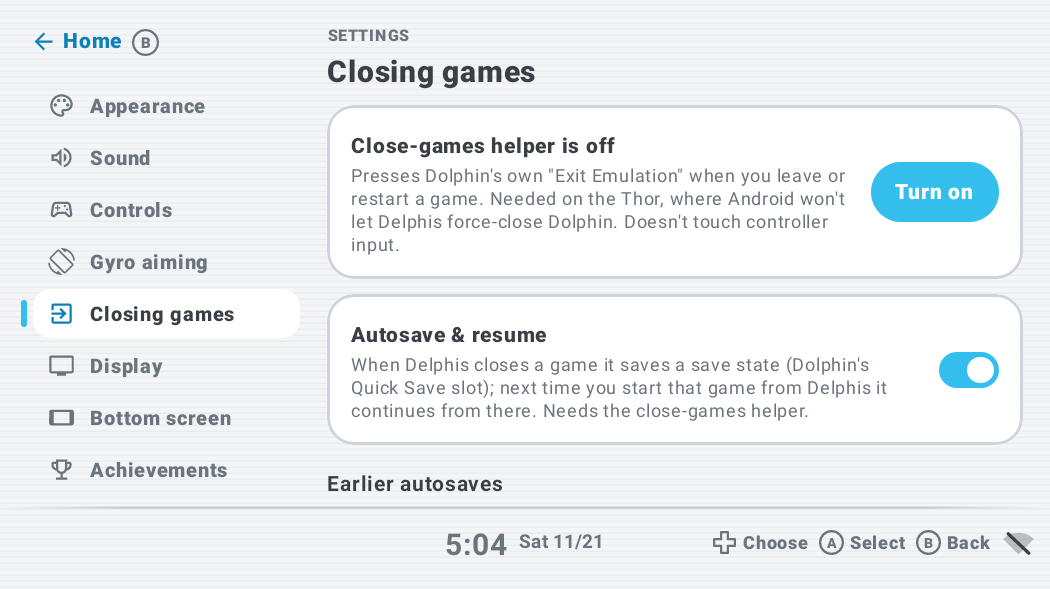 Home B
Appearance
Sound
Controls
Gyro aiming
Closing games
Display
Bottom screen
Achievements
SETTINGS
Closing games
Close-games helper is off
Presses Dolphin's own "Exit Emulation" when you leave or
restart a game. Needed on the Thor, where Android won't
let Delphis force-close Dolphin. Doesn't touch controller
input.
Turn on
Autosave & resume
When Delphis closes a game it saves a save state (Dolphin's
Quick Save slot); next time you start that game from Delphis it
continues from there. Needs the close-games helper.
Earlier autosaves
5:04 Sat 11/21
Choose A Select B Back